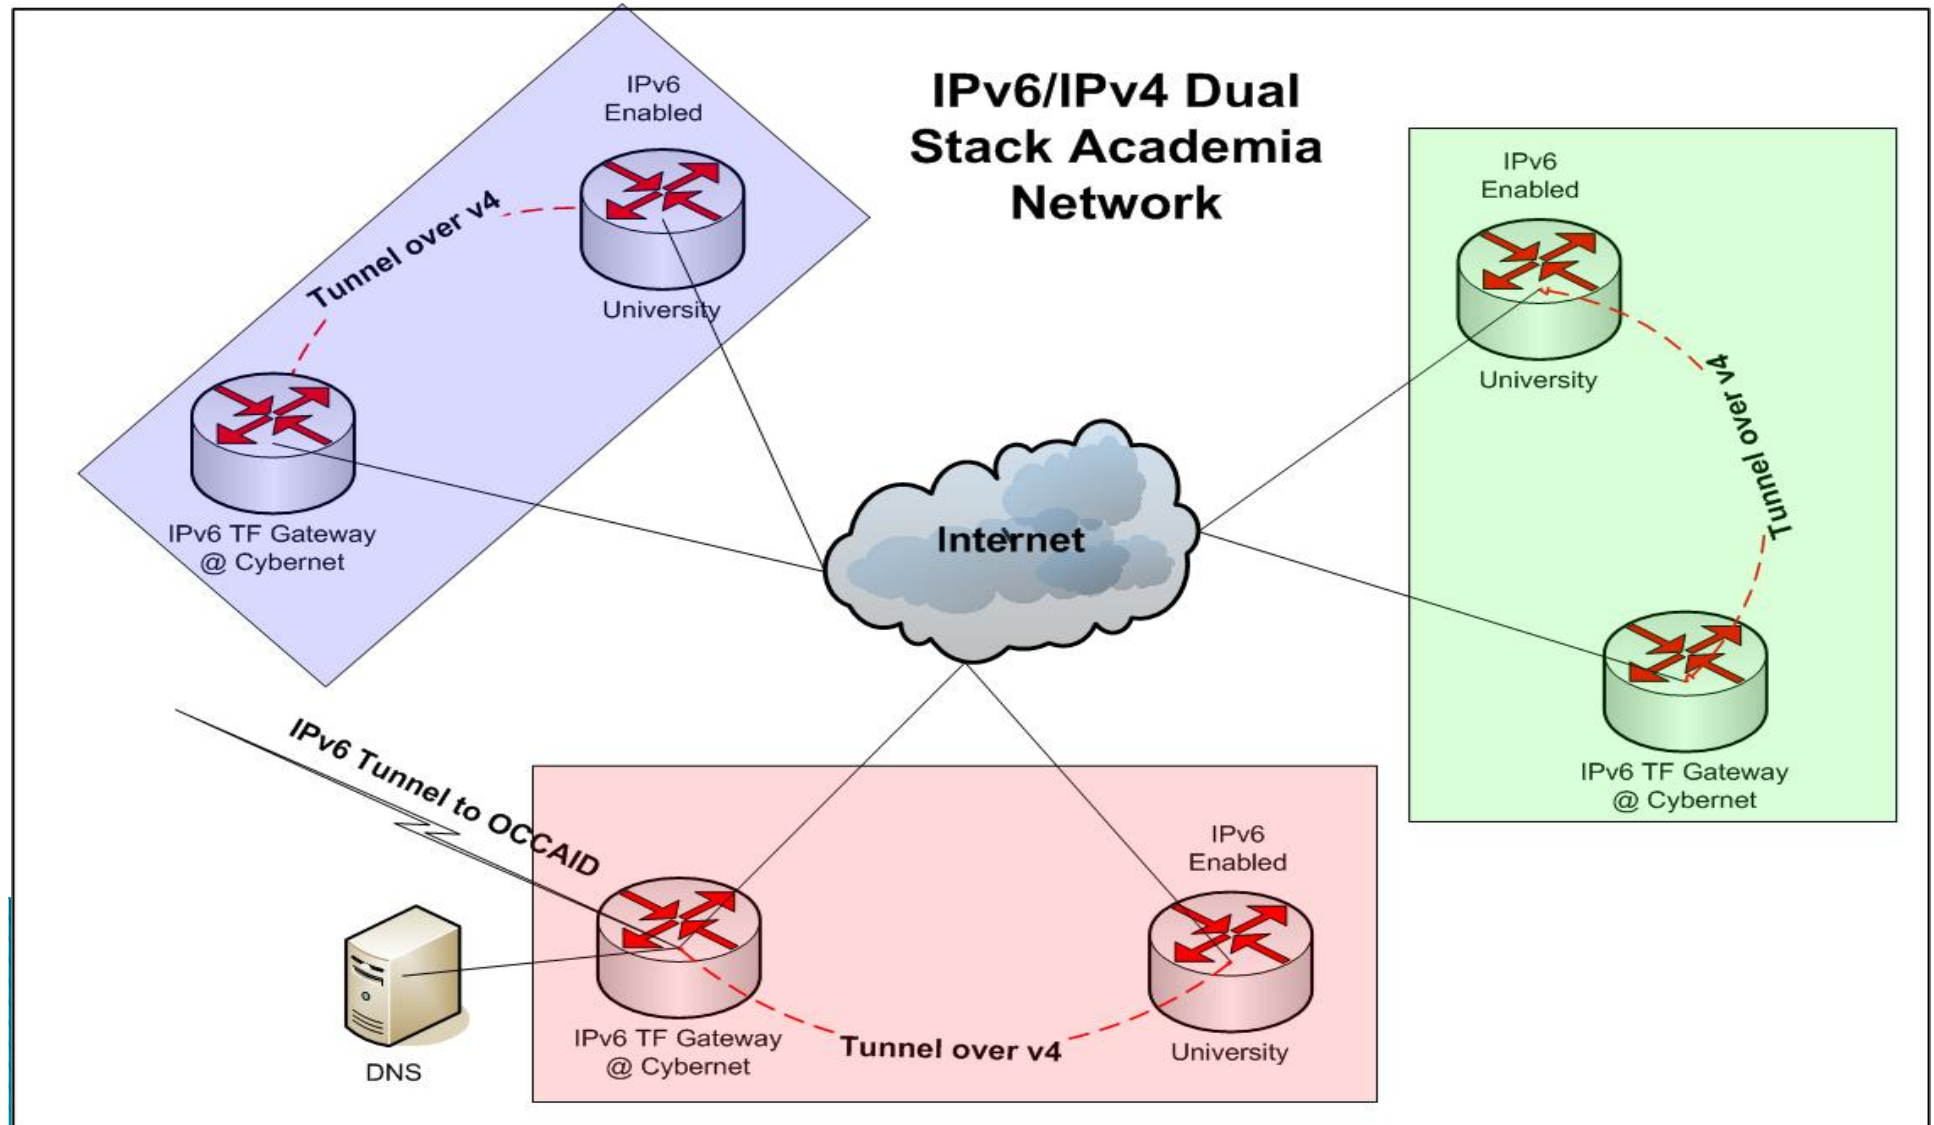 IPv6/IPv4 Dual
Stack Academia
Network
IPv6
Enabled
Tunnel over v4
University
IPv6 TF Gateway
@ Cybernet
IPv6
Enabled
University
Tunnel over v4
IPv6 TF Gateway
@ Cybernet
Internet
IPv6 Tunnel to OCCAID
IPv6
Enabled
IPv6 TF Gateway
@ Cybernet
Tunnel over v4
University
DNS